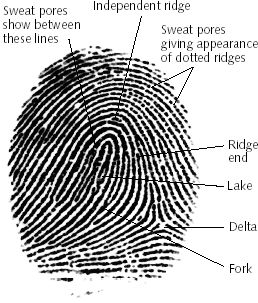 Sweat pores
show between
these lines
Independent ridge
Sweat pores
giving appearance
of dotted ridges
Ridge
end
Lake
Delta
Fork